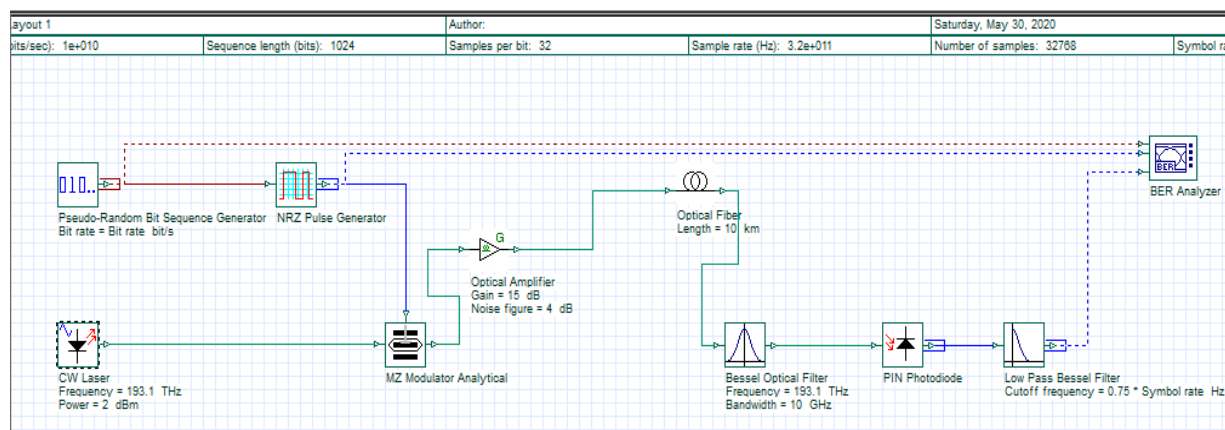 ayout 1
Author:
Saturday, May 30, 2020
bits/sec): 1e+010
Sequence length (bits): 1024
Samples per bit: 32
Sample rate (Hz): 3.2e+011
Number of samples: 32768
Symbol ra
010..
Pseudo-Random Bit Sequence Generator
Bit rate = Bit rate bit/s
NRZ Pulse Generator
BER
BER Analyzer
Optical Fiber
Length = 10 km
G
Optical Amplifier
Gain = 15 dB
Noise figure = 4 dB
CW Laser
Frequency = 193.1 THz
Power = 2 dBm
MZ Modulator Analytical
Bessel Optical Filter
Frequency = 193.1 THz
Bandwidth = 10 GHz
PIN Photodiode
Low Pass Bessel Filter
Cutoff frequency = 0.75 * Symbol rate Hz